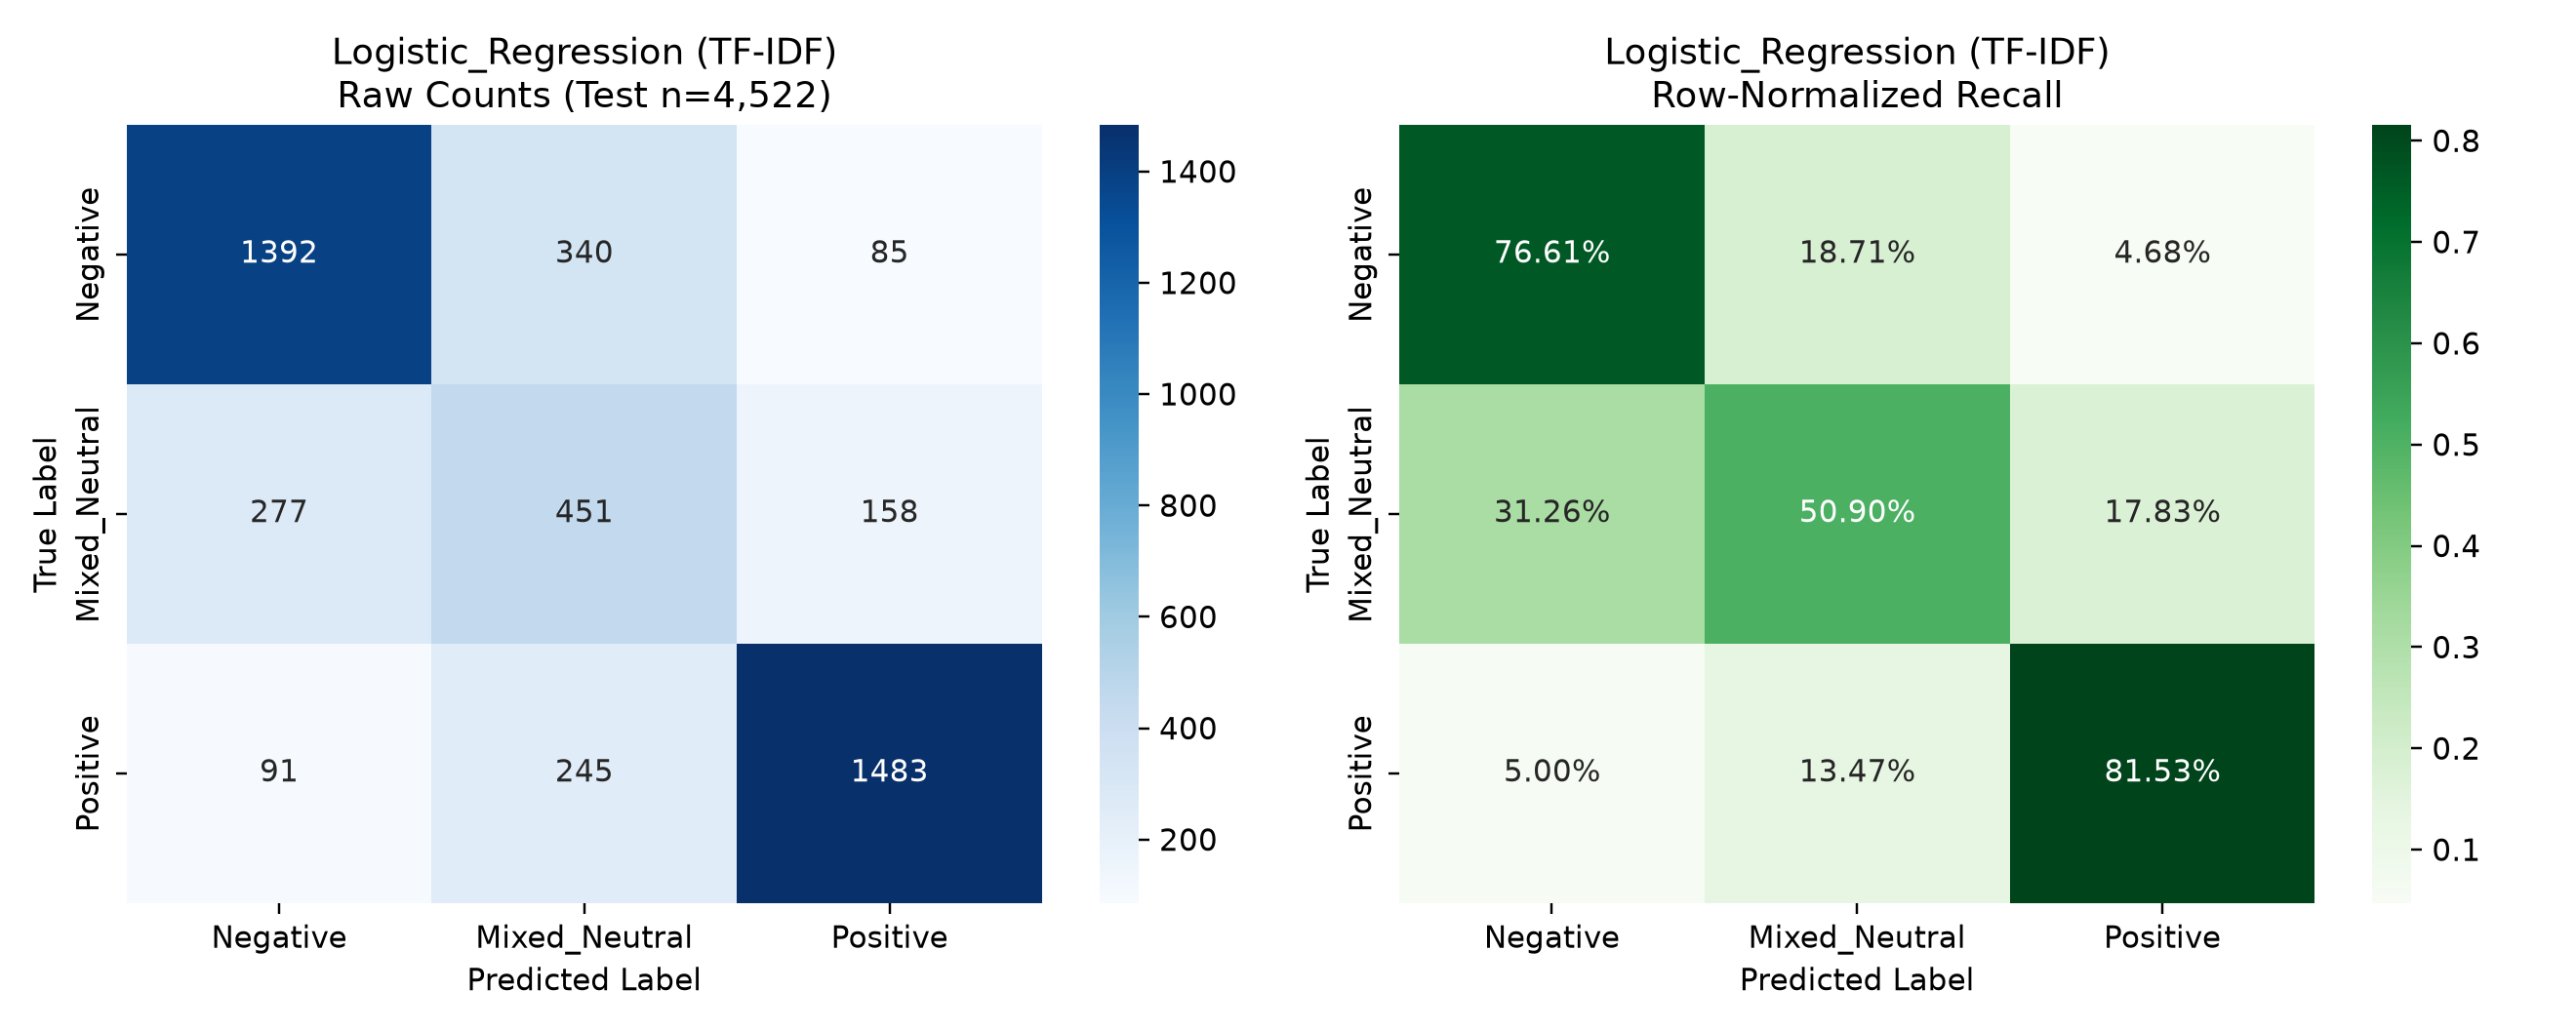 Logistic_Regression (TF-IDF)
Raw Counts (Test n=4,522)
True Label
Negative
Mixed_Neutral
Positive
1392 340 85
277 451 158
91 245 1483
Negative Mixed_Neutral Positive
Predicted Label
1400
1200
1000
800
600
400
200
Logistic_Regression (TF-IDF)
Row-Normalized Recall
True Label
Negative
Mixed_Neutral
Positive
76.61% 18.71% 4.68%
31.26% 50.90% 17.83%
5.00% 13.47% 81.53%
Negative Mixed_Neutral Positive
Predicted Label
0.8
0.7
0.6
0.5
0.4
0.3
0.2
0.1